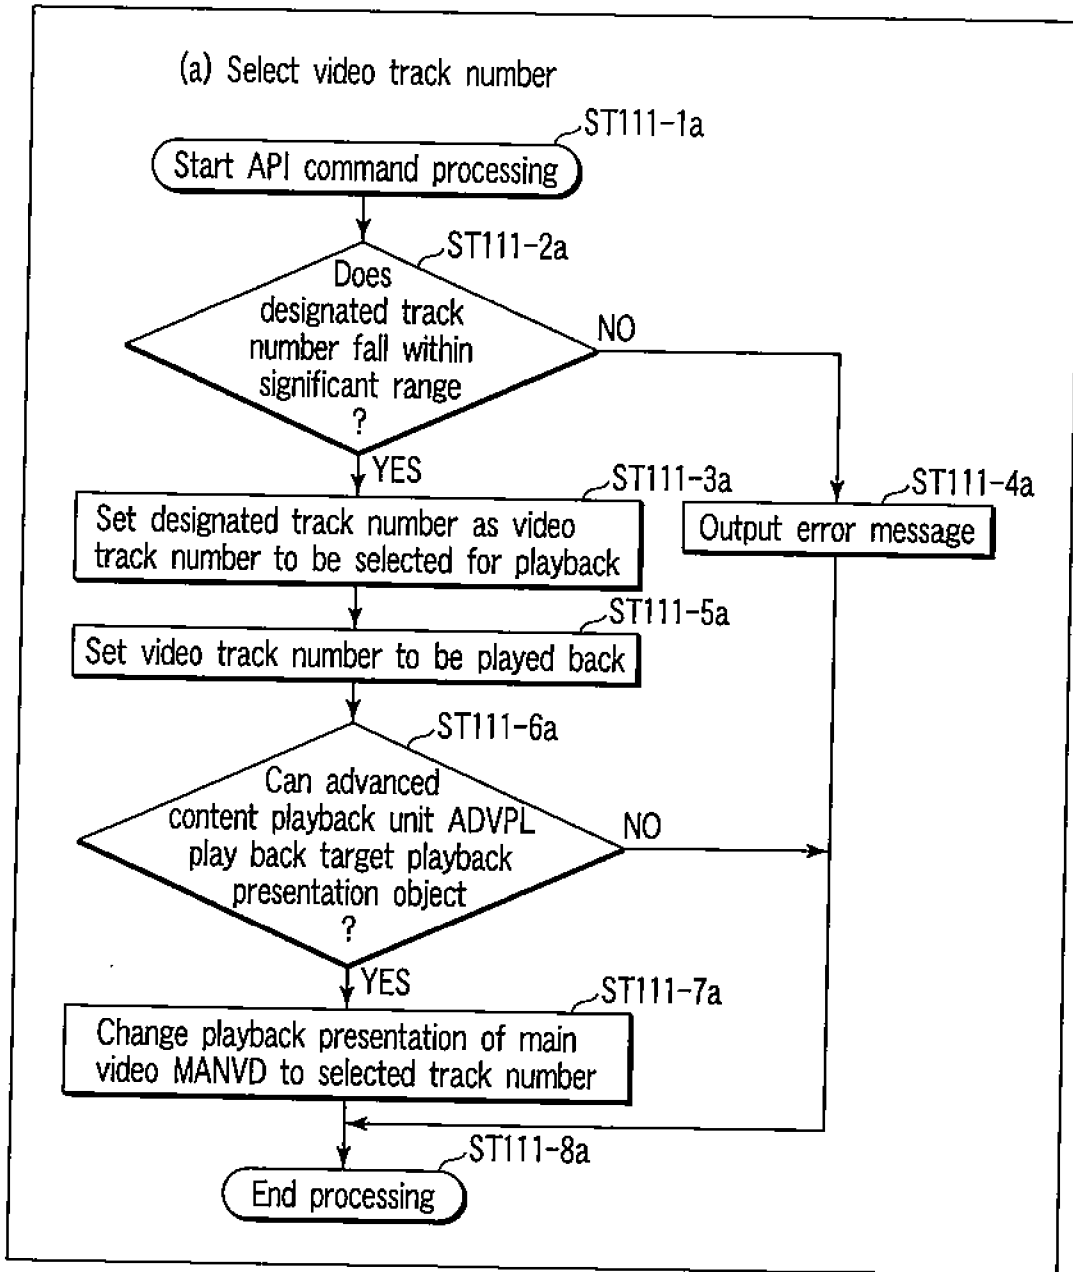 (a) Select video track number
ST111-1a
Start API command processing
ST111-2a
Does
designated track
number fall within
significant range
?
NO
YES
ST111-3a
Set designated track number as video
track number to be selected for playback
ST111-4a
Output error message
ST111-5a
Set video track number to be played back
ST111-6a
Can advanced
content playback unit ADVPL
play back target playback
presentation object
?
NO
YES
ST111-7a
Change playback presentation of main
video MANVD to selected track number
ST111-8a
End processing